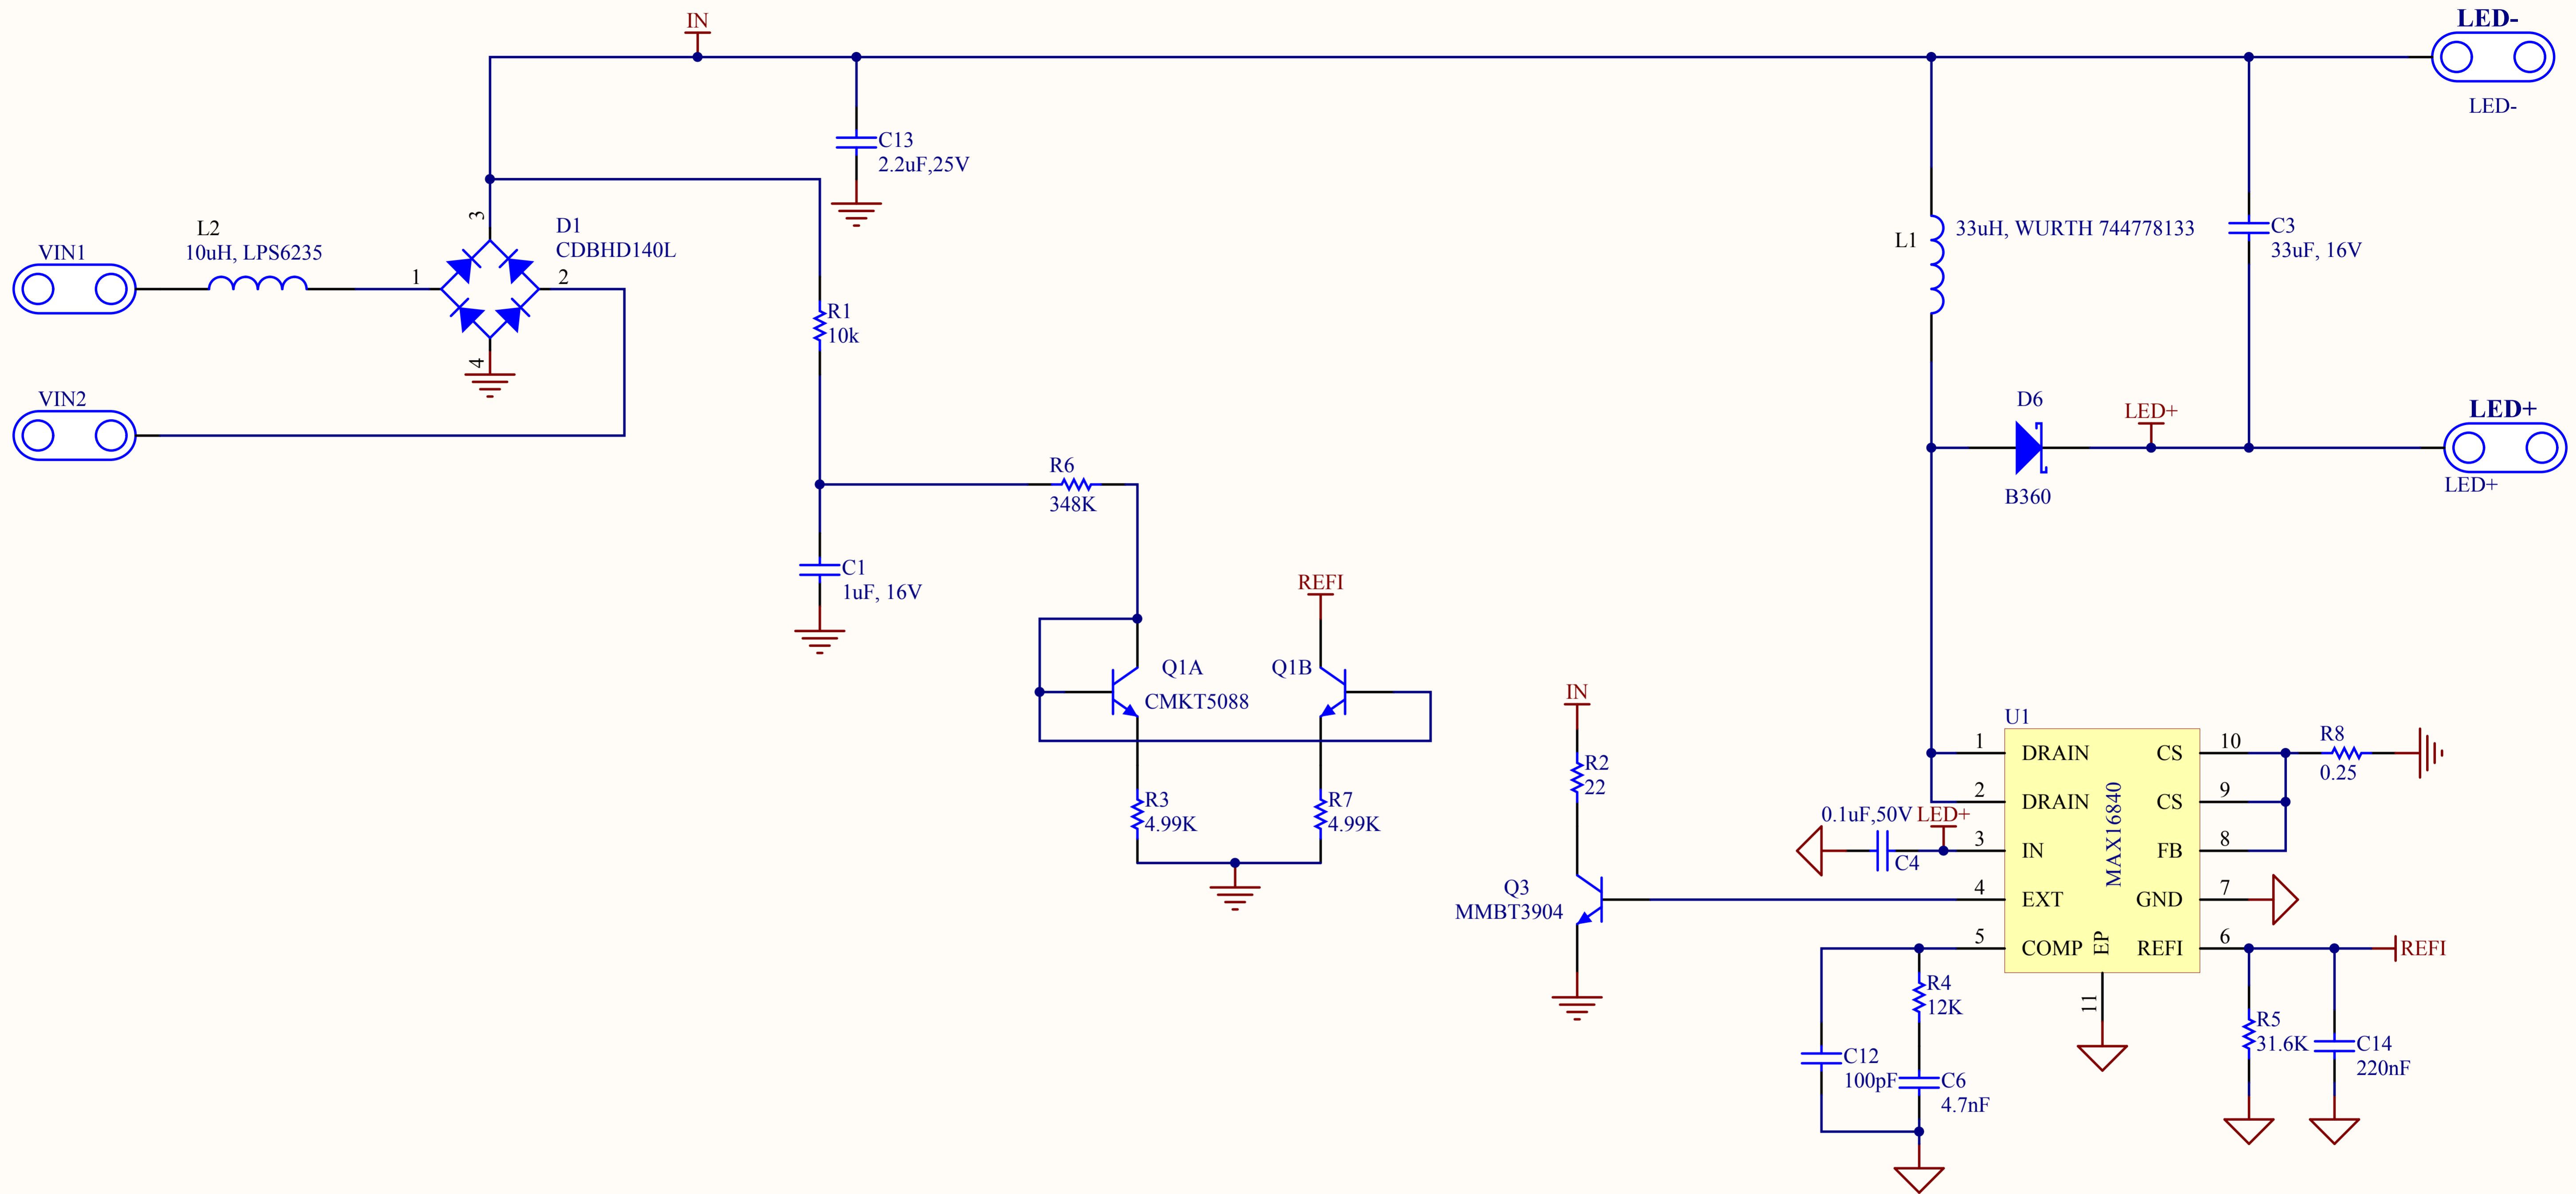 IN
LED-
LED-
C13
2.2uF,25V
3
L2
10uH, LPS6235
D1
CDBHD140L
VIN1
1
2
4
R1
10k
L1
33uH, WURTH 744778133
C3
33uF, 16V
VIN2
D6
LED+
LED+
B360
LED+
R6
348K
C1
1uF, 16V
REFI
Q1A
CMKT5088
Q1B
IN
R2
22
R3
4.99K
R7
4.99K
Q3
MMBT3904
U1
1
DRAIN
CS
10
R8
0.25
2
DRAIN
CS
9
0.1uF,50V
LED+
C4
3
IN
FB
8
MAX16840
4
EXT
GND
7
5
COMP
EP
REFI
6
REFI
11
R4
12K
C12
100pF
C6
4.7nF
R5
31.6K
C14
220nF